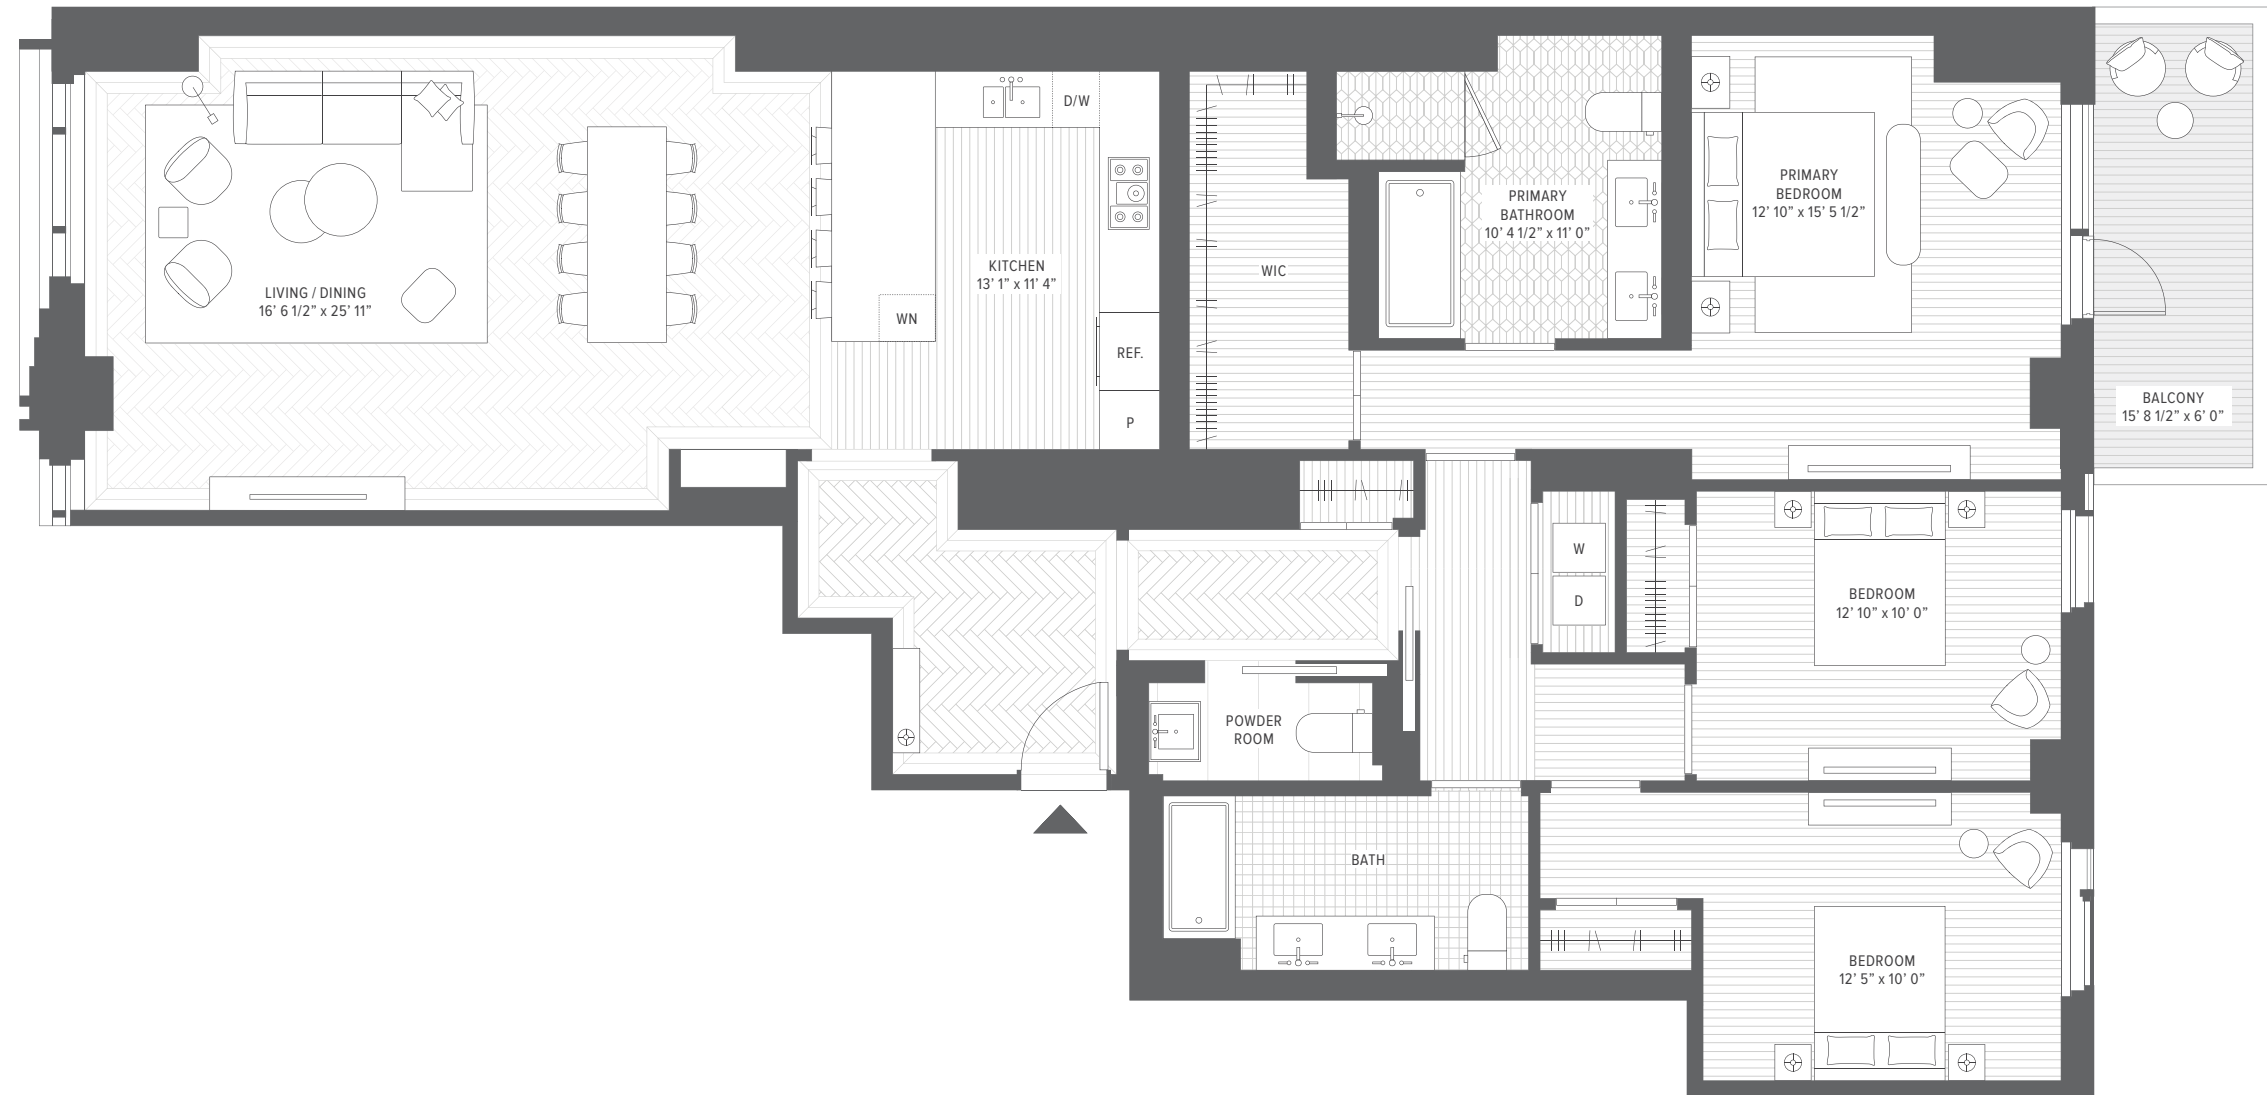 LIVING / DINING
16’ 6 1/2” x 25’ 11”
D/W
KITCHEN
13’ 1” x 11’ 4”
WN
REF.
P
WIC
PRIMARY
BATHROOM
10’ 4 1/2” x 11’ 0”
PRIMARY
BEDROOM
12’ 10” x 15’ 5 1/2”
BALCONY
15’ 8 1/2” x 6’ 0”
W
D
BEDROOM
12’ 10” x 10’ 0”
POWDER
ROOM
BATH
BEDROOM
12’ 5” x 10’ 0”